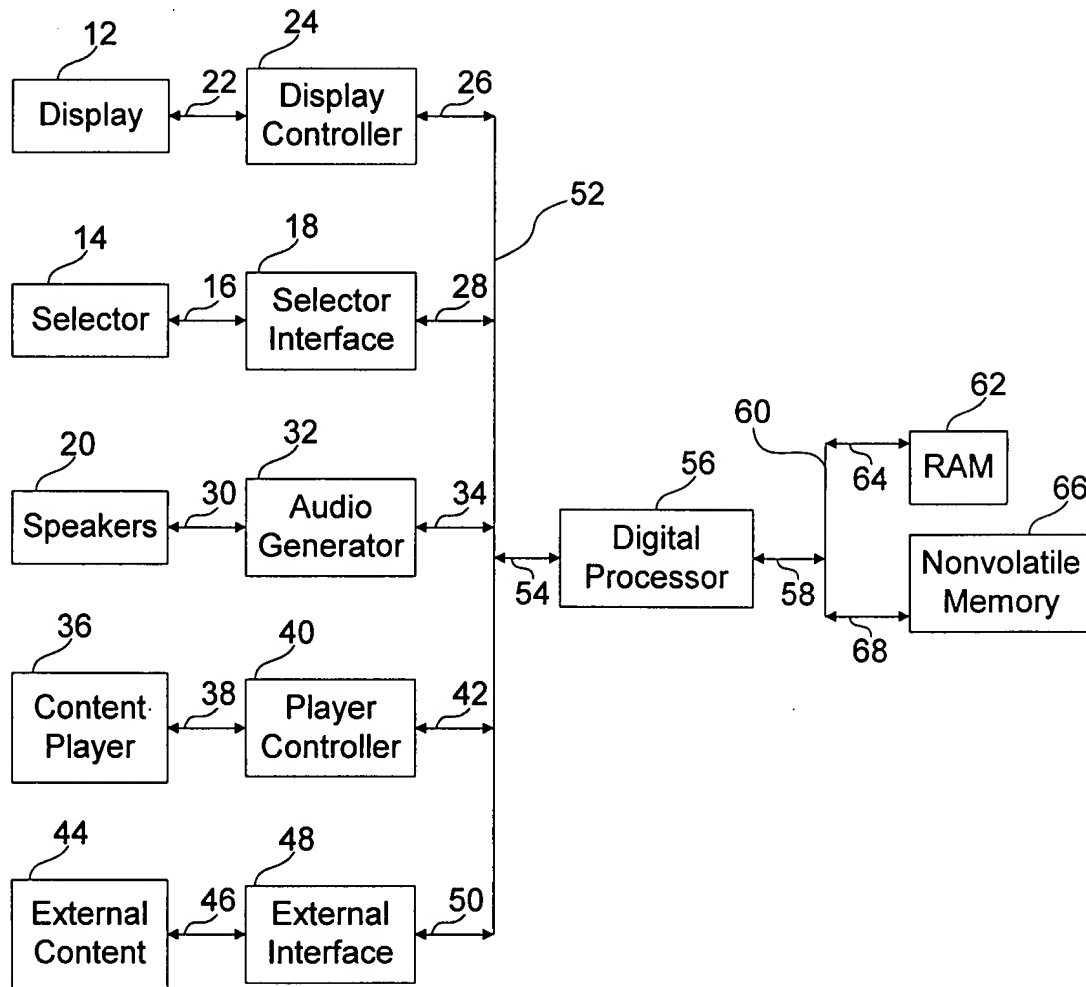 12
24
22
26
Display
Display
Controller
52
14
18
16
28
Selector
Selector
Interface
62
60
20
32
64
RAM
56
66
30
34
Speakers
Audio
Generator
Digital
Processor
54
58
Nonvolatile
Memory
68
36
40
38
42
Content
Player
Player
Controller
44
48
46
50
External
Content
External
Interface